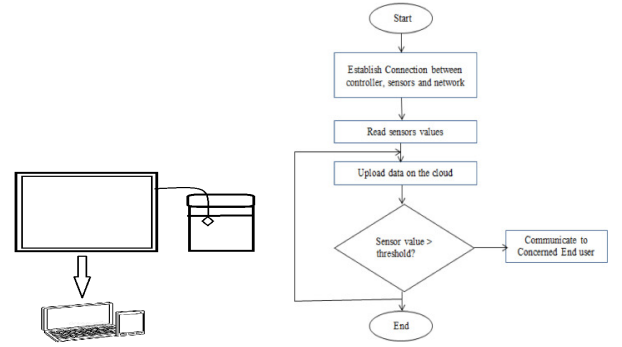 Start
Establish Connection between
controller, sensors and network
Read sensors values
Upload data on the cloud
Sensor value >
threshold?
Communicate to
Concerned End user
End